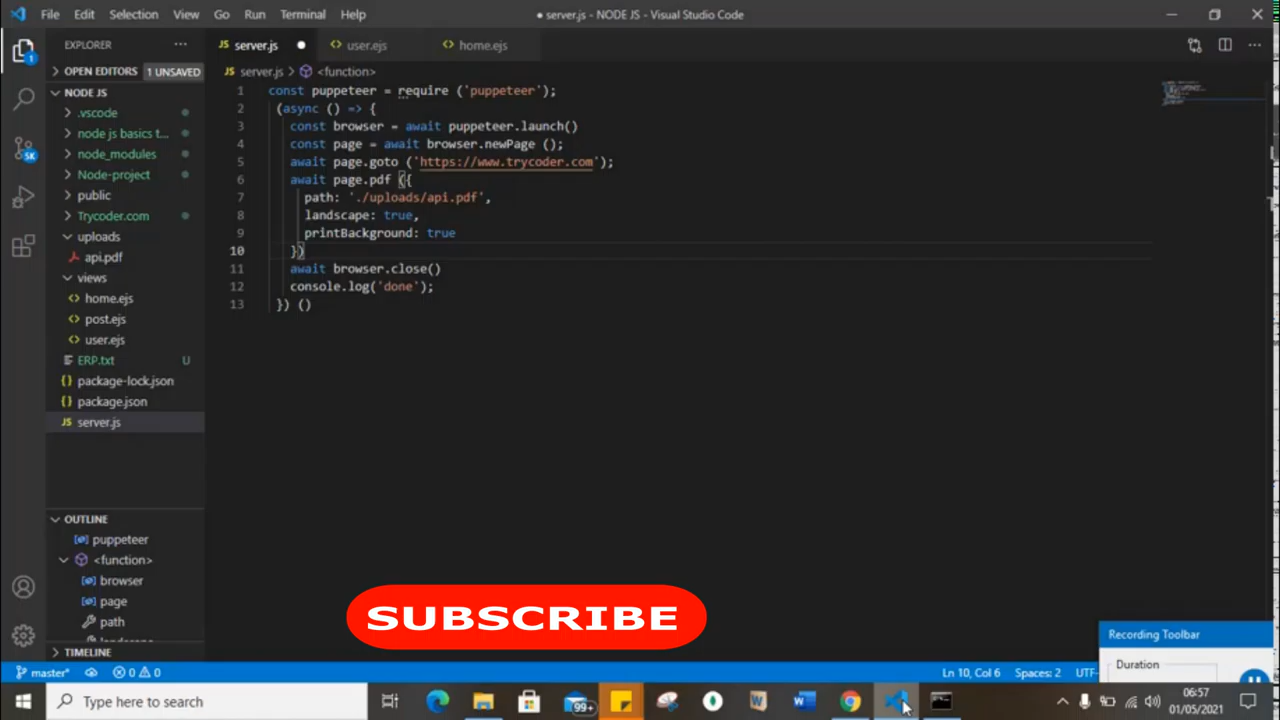 File Edit Selection View Go Run Terminal Help ● server.js - NODE JS - Visual Studio Code
EXPLORER ···
JS server.js ●
<> user.ejs
<> home.ejs
OPEN EDITORS 1 UNSAVED
NODE JS
.vscode
node js basics t...
node_modules
Node-project
public
Trycoder.com
uploads
api.pdf
views
<> home.ejs
<> post.ejs
<> user.ejs
ERP.txt U
{} package-lock.json
{} package.json
JS server.js
OUTLINE
puppeteer
<function>
browser
page
path
TIMELINE
JS server.js > <function>
1 const puppeteer = require ('puppeteer');
2 (async () => {
3 const browser = await puppeteer.launch()
4 const page = await browser.newPage ();
5 await page.goto ('https://www.trycoder.com');
6 await page.pdf ({
7 path: './uploads/api.pdf',
8 landscape: true,
9 printBackground: true
10 })
11 await browser.close()
12 console.log('done');
13 }) ()
SUBSCRIBE
Recording Toolbar
Duration
master* 0 0 Ln 10, Col 6 Spaces: 2 UTF-
Type here to search
99+
06:57
01/05/2021